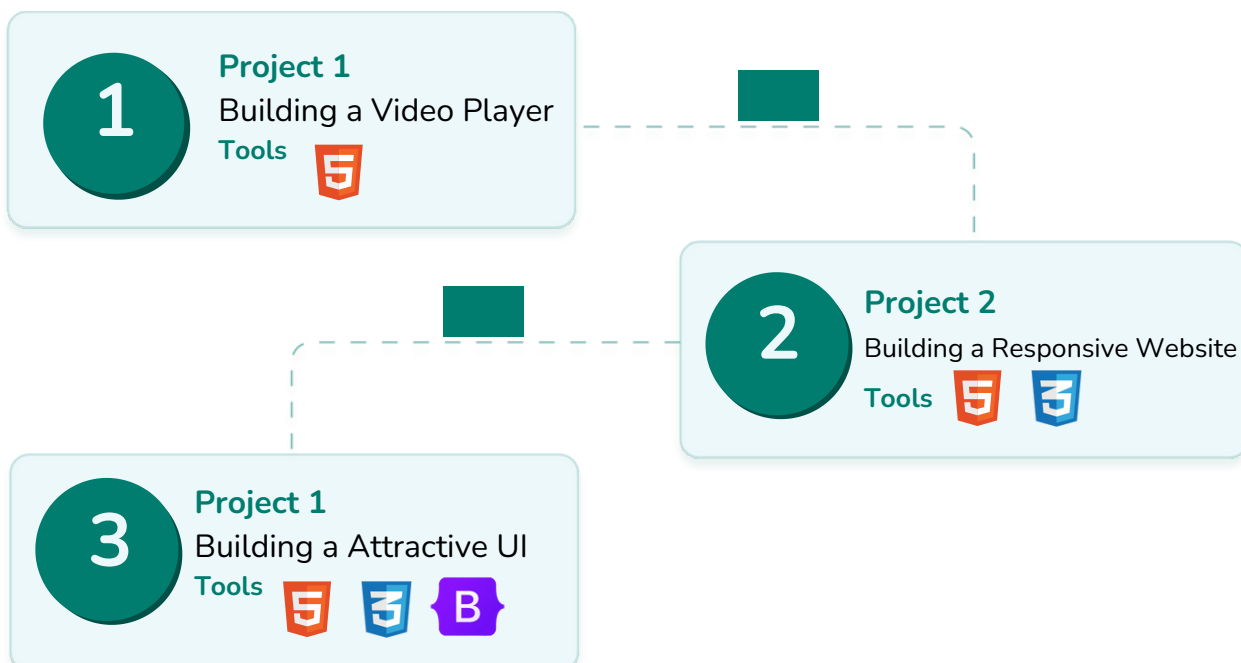 1
Project 1
Building a Video Player
Tools
5
2
Project 2
Building a Responsive Website
Tools
5
3
3
Project 1
Building a Attractive UI
Tools
5
3
B